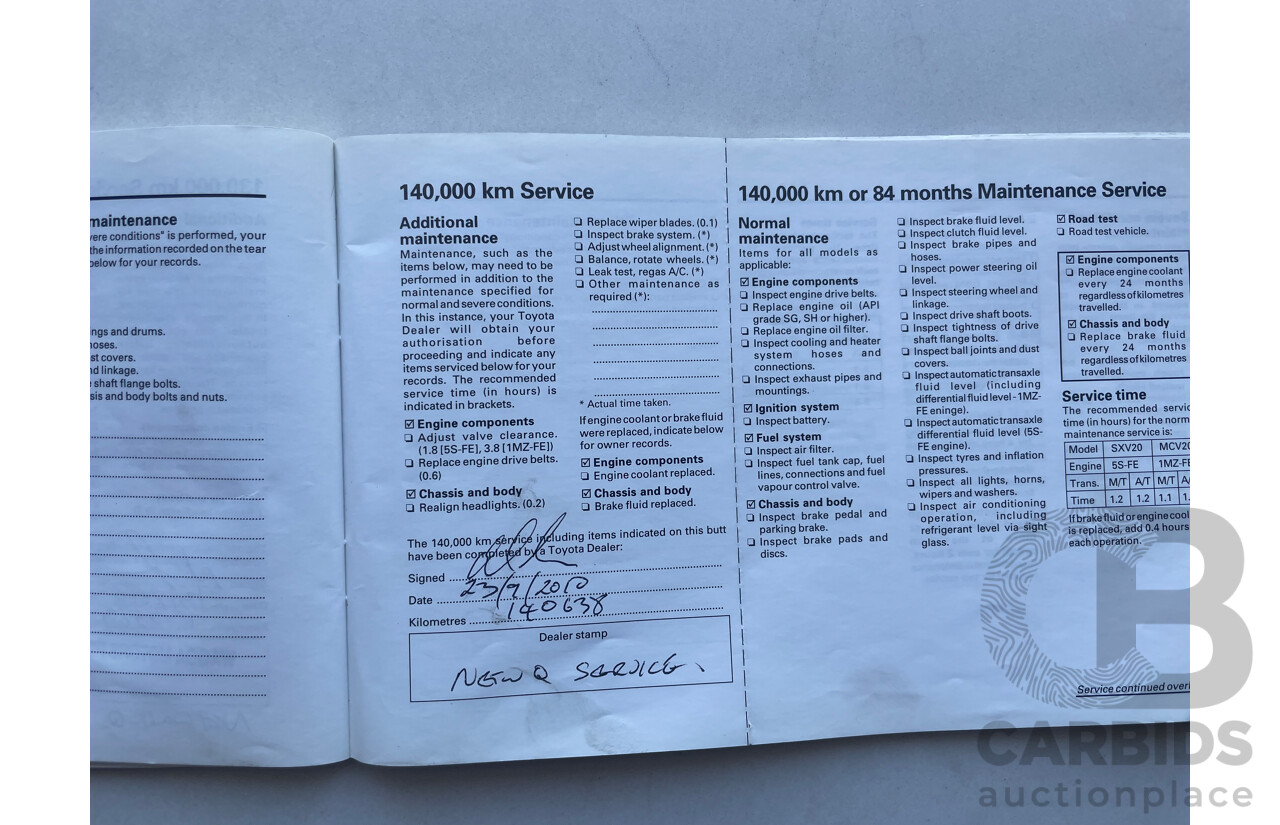 maintenance
vere conditions" is performed, your
the information recorded on the tear
below for your records.
ngs and drums.
noses.
st covers.
nd linkage.
shaft flange bolts.
sis and body bolts and nuts.
140,000 km Service
Additional
maintenance
Maintenance, such as the
items below, may need to be
performed in addition to the
maintenance specified for
normal and severe conditions.
In this instance, your Toyota
Dealer will obtain your
authorisation before
proceeding and indicate any
items serviced below for your
records. The recommended
service time (in hours) is
indicated in brackets.
☑ Engine components
❏ Adjust valve clearance.
(1.8 [5S-FE], 3.8 [1MZ-FE])
❏ Replace engine drive belts.
(0.6)
☑ Chassis and body
❏ Realign headlights. (0.2)
❏ Replace wiper blades. (0.1)
❏ Inspect brake system. (*)
❏ Adjust wheel alignment. (*)
❏ Balance, rotate wheels. (*)
❏ Leak test, regas A/C. (*)
❏ Other maintenance as
required (*):
* Actual time taken.
If engine coolant or brake fluid
were replaced, indicate below
for owner records.
☑ Engine components
❏ Engine coolant replaced.
☑ Chassis and body
❏ Brake fluid replaced.
The 140,000 km service including items indicated on this butt
have been completed by a Toyota Dealer:
Signed
Date 23/9/2010
Kilometres 140638
Dealer stamp
SERVICE
140,000 km or 84 months Maintenance Service
Normal
maintenance
Items for all models as
applicable:
☑ Engine components
❏ Inspect engine drive belts.
❏ Replace engine oil (API
grade SG, SH or higher).
❏ Replace engine oil filter.
❏ Inspect cooling and heater
system hoses and
connections.
❏ Inspect exhaust pipes and
mountings.
☑ Ignition system
❏ Inspect battery.
☑ Fuel system
❏ Inspect air filter.
❏ Inspect fuel tank cap, fuel
lines, connections and fuel
vapour control valve.
☑ Chassis and body
❏ Inspect brake pedal and
parking brake.
❏ Inspect brake pads and
discs.
❏ Inspect brake fluid level.
❏ Inspect clutch fluid level.
❏ Inspect brake pipes and
hoses.
❏ Inspect power steering oil
level.
❏ Inspect steering wheel and
linkage.
❏ Inspect drive shaft boots.
❏ Inspect tightness of drive
shaft flange bolts.
❏ Inspect ball joints and dust
covers.
❏ Inspect automatic transaxle
fluid level (including
differential fluid level - 1MZ-
FE eninge).
❏ Inspect automatic transaxle
differential fluid level (5S-
FE).
❏ Inspect tyres and inflation
pressures.
❏ Inspect all lights, horns,
wipers and washers.
❏ Inspect air conditioning
operation, including
refrigerant level via sight
glass.
☑ Road test
❏ Road test vehicle.
☑ Engine components
❏ Replace engine coolant
every 24 months
regardless of kilometres
travelled.
☑ Chassis and body
❏ Replace brake fluid
every 24 months
regardless of kilometres
travelled.
Service time
The recommended servic
time (in hours) for the norm
maintenance service is:
Model SXV20 MCV20
Engine 5S-FE 1MZ-FE
Trans. M/T A/T M/T A/
Time 1.2 1.2 1.1 1.
If brake fluid or engine cool
is replaced, add 0.4 hours
each operation.
Service continued overl
CB
CARBIDS
auctionplace